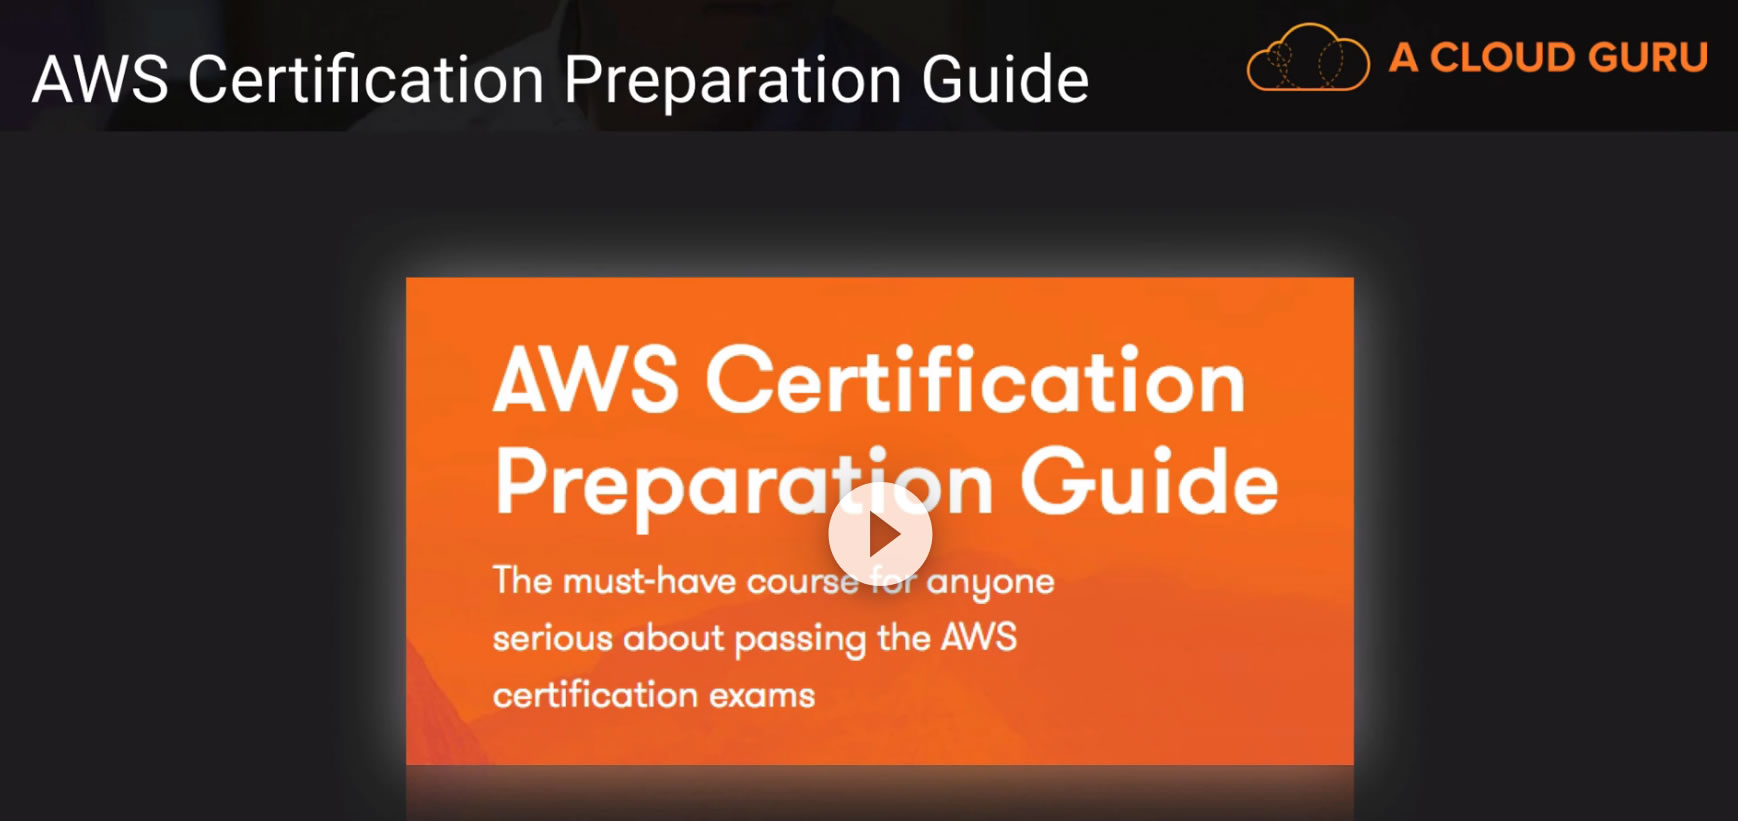 AWS Certification Preparation Guide
A CLOUD GURU
AWS Certification
Preparation Guide
The must-have course for anyone
serious about passing the AWS
certification exams